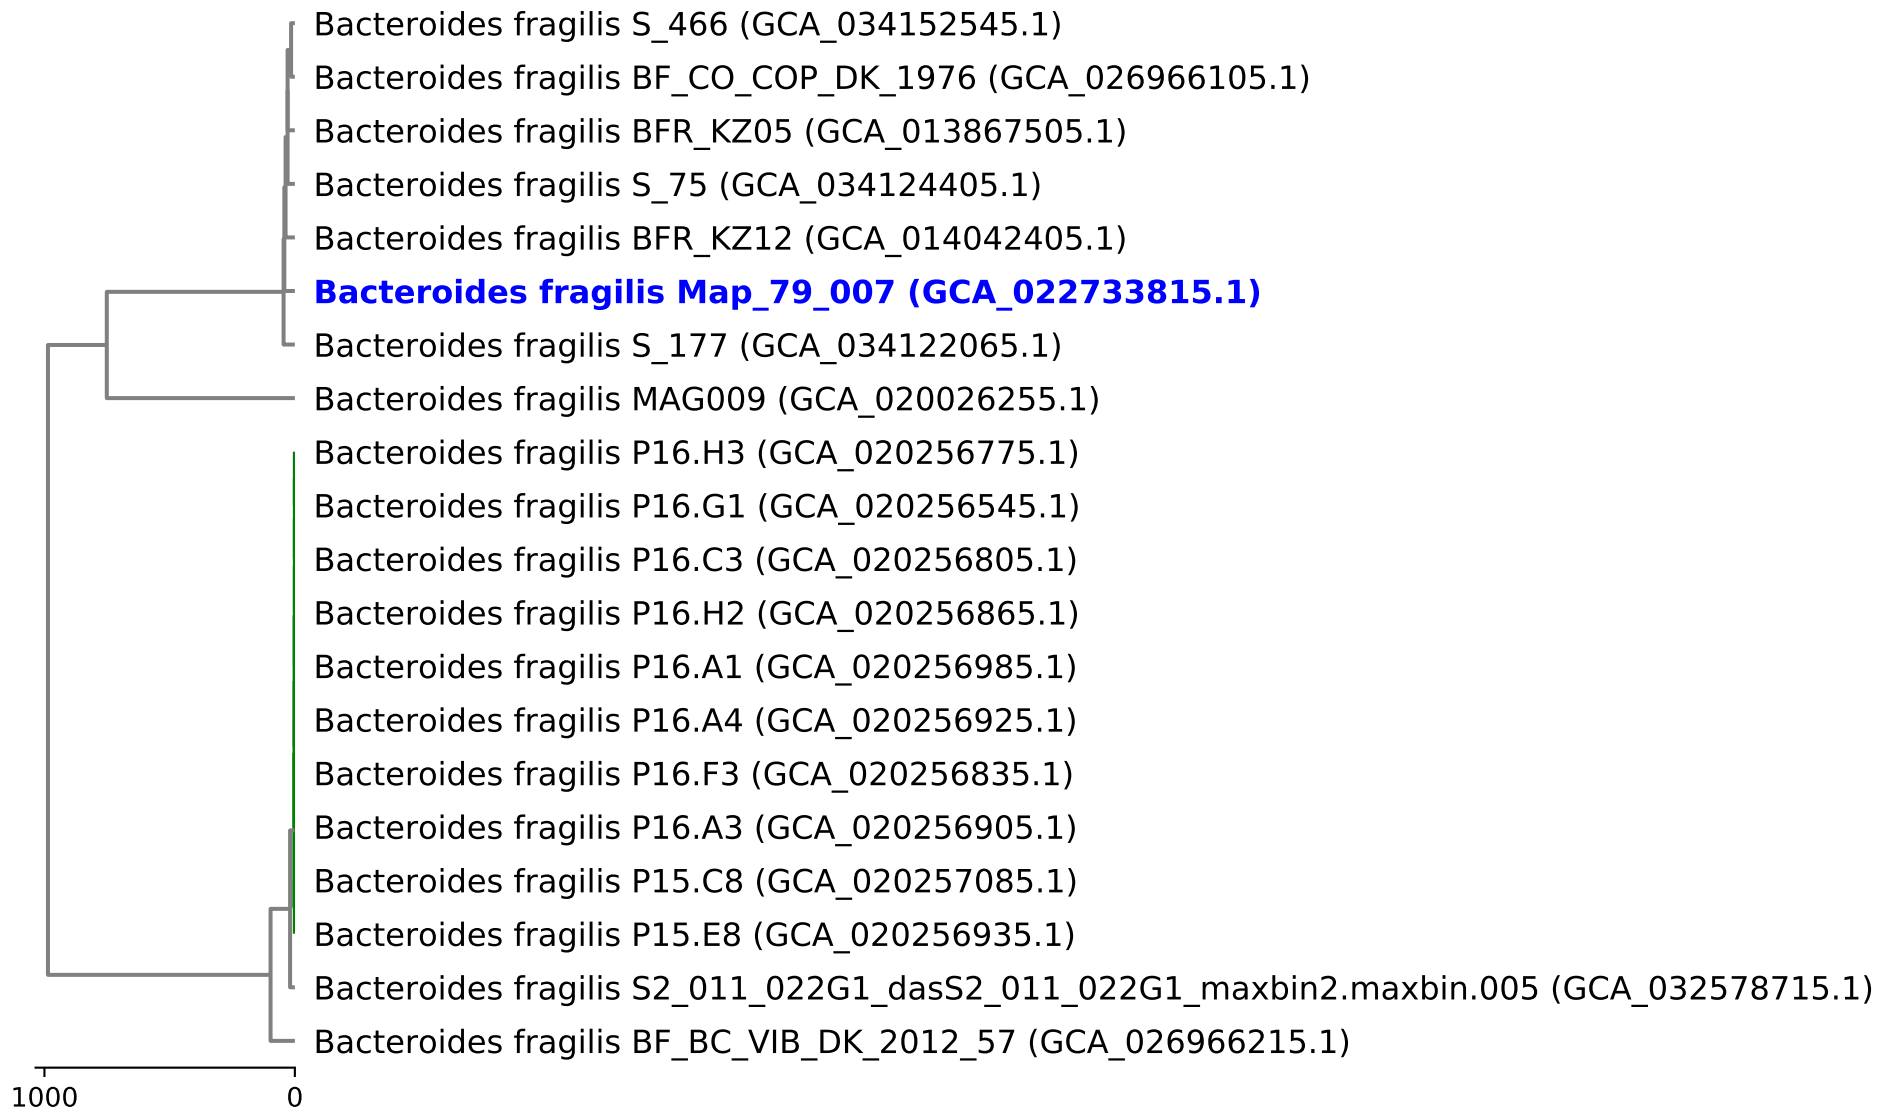 Bacteroides fragilis S_466 (GCA_034152545.1)
Bacteroides fragilis BF_CO_COP_DK_1976 (GCA_026966105.1)
Bacteroides fragilis BFR_KZ05 (GCA_013867505.1)
Bacteroides fragilis S_75 (GCA_034124405.1)
Bacteroides fragilis BFR_KZ12 (GCA_014042405.1)
Bacteroides fragilis Map_79_007 (GCA_022733815.1)
Bacteroides fragilis S_177 (GCA_034122065.1)
Bacteroides fragilis MAG009 (GCA_020026255.1)
Bacteroides fragilis P16.H3 (GCA_020256775.1)
Bacteroides fragilis P16.G1 (GCA_020256545.1)
Bacteroides fragilis P16.C3 (GCA_020256805.1)
Bacteroides fragilis P16.H2 (GCA_020256865.1)
Bacteroides fragilis P16.A1 (GCA_020256985.1)
Bacteroides fragilis P16.A4 (GCA_020256925.1)
Bacteroides fragilis P16.F3 (GCA_020256835.1)
Bacteroides fragilis P16.A3 (GCA_020256905.1)
Bacteroides fragilis P15.C8 (GCA_020257085.1)
Bacteroides fragilis P15.E8 (GCA_020256935.1)
Bacteroides fragilis S2_011_022G1_dasS2_011_022G1_maxbin2.maxbin.005 (GCA_032578715.1)
Bacteroides fragilis BF_BC_VIB_DK_2012_57 (GCA_026966215.1)
1000 0